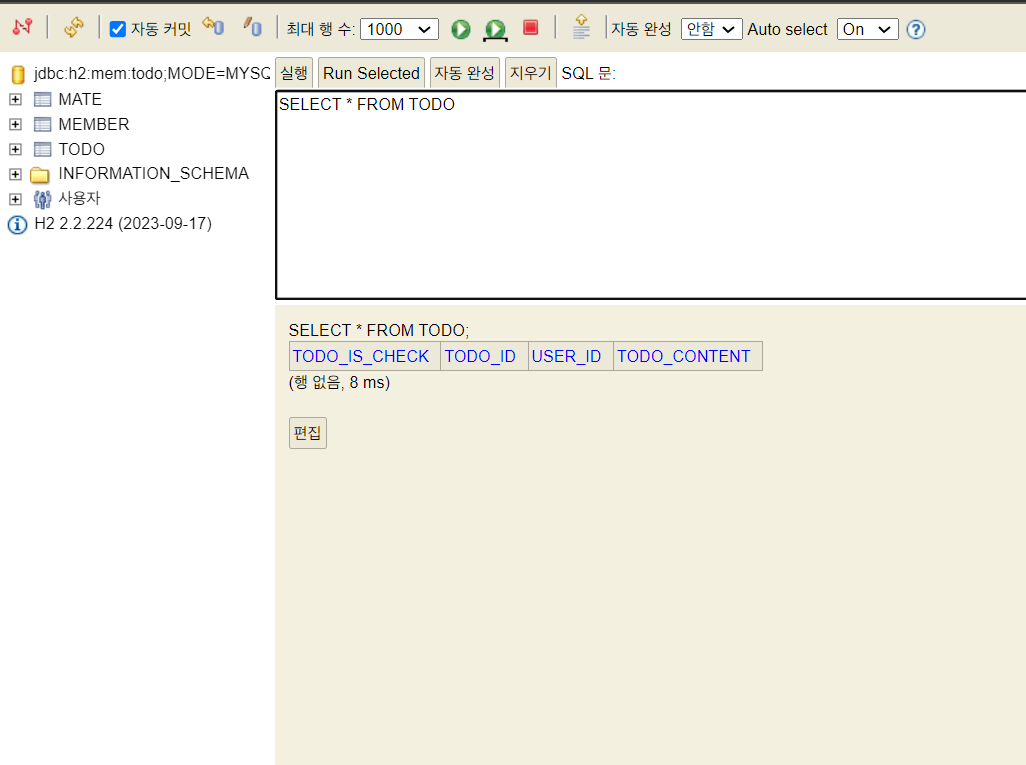 자동 커밋 최대 행 수: 1000 자동 완성 안함 Auto select On
jdbc:h2:mem:todo;MODE=MYSQ
MATE
MEMBER
TODO
INFORMATION_SCHEMA
사용자
H2 2.2.224 (2023-09-17)
실행 Run Selected 자동 완성 지우기 SQL 문:
SELECT * FROM TODO
SELECT * FROM TODO;
TODO_IS_CHECK TODO_ID USER_ID TODO_CONTENT
(행 없음, 8 ms)
편집